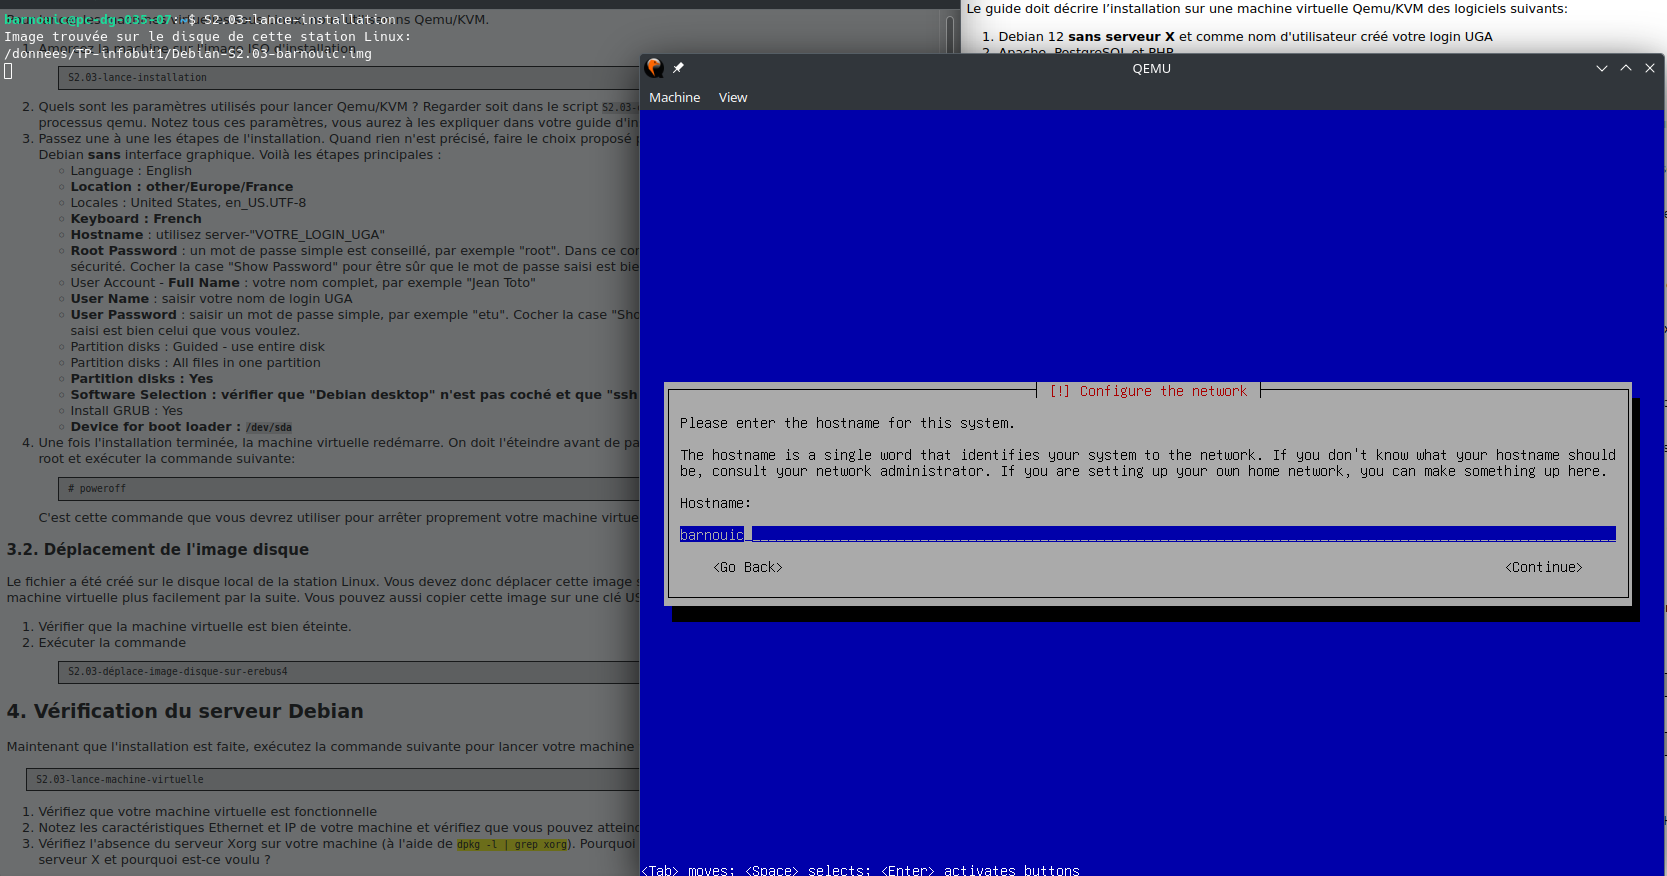 barnouic@pc-dg-035-07:~$ S2.03-lance-installation
Image trouvée sur le disque de cette station Linux:
/donnees/TP-infobut1/Debian-S2.03-barnouic.img
ns Qemu/KVM.
1. Amorcez la machine sur l'image ISO d'installation
S2.03-lance-installation
2. Quels sont les paramètres utilisés pour lancer Qemu/KVM ? Regarder soit dans le script S2.03-
processus qemu. Notez tous ces paramètres, vous aurez à les expliquer dans votre guide d'in
3. Passez une à une les étapes de l'installation. Quand rien n'est précisé, faire le choix proposé p
Debian sans interface graphique. Voilà les étapes principales :
Language : English
Location : other/Europe/France
Locales : United States, en_US.UTF-8
Keyboard : French
Hostname : utilisez server-"VOTRE_LOGIN_UGA"
Root Password : un mot de passe simple est conseillé, par exemple "root". Dans ce cor
sécurité. Cocher la case "Show Password" pour être sûr que le mot de passe saisi est bie
User Account - Full Name : votre nom complet, par exemple "Jean Toto"
User Name : saisir votre nom de login UGA
User Password : saisir un mot de passe simple, par exemple "etu". Cocher la case "Sho
saisi est bien celui que vous voulez.
Partition disks : Guided - use entire disk
Partition disks : All files in one partition
Partition disks : Yes
Software Selection : vérifier que "Debian desktop" n'est pas coché et que "ssh
Install GRUB : Yes
Device for boot loader : /dev/sda
4. Une fois l'installation terminée, la machine virtuelle redémarre. On doit l'éteindre avant de pa
root et exécuter la commande suivante:
# poweroff
C'est cette commande que vous devrez utiliser pour arrêter proprement votre machine virtue
3.2. Déplacement de l'image disque
Le fichier a été créé sur le disque local de la station Linux. Vous devez donc déplacer cette image s
machine virtuelle plus facilement par la suite. Vous pouvez aussi copier cette image sur une clé US
1. Vérifier que la machine virtuelle est bien éteinte.
2. Exécuter la commande
S2.03-déplace-image-disque-sur-erebus4
4. Vérification du serveur Debian
Maintenant que l'installation est faite, exécutez la commande suivante pour lancer votre machine
S2.03-lance-machine-virtuelle
1. Vérifiez que votre machine virtuelle est fonctionnelle
2. Notez les caractéristiques Ethernet et IP de votre machine et vérifiez que vous pouvez atteind
3. Vérifiez l'absence du serveur Xorg sur votre machine (à l'aide de dpkg -l | grep xorg). Pourquoi
serveur X et pourquoi est-ce voulu ?
Le guide doit décrire l'installation sur une machine virtuelle Qemu/KVM des logiciels suivants:
1. Debian 12 sans serveur X et comme nom d'utilisateur créé votre login UGA
2. Apache, PostgreSQL et PHP
QEMU
Machine View
[!] Configure the network
Please enter the hostname for this system.
The hostname is a single word that identifies your system to the network. If you don't know what your hostname should
be, consult your network administrator. If you are setting up your own home network, you can make something up here.
Hostname:
barnouic
<Go Back> <Continue>
<Tab> moves; <Space> selects; <Enter> activates buttons